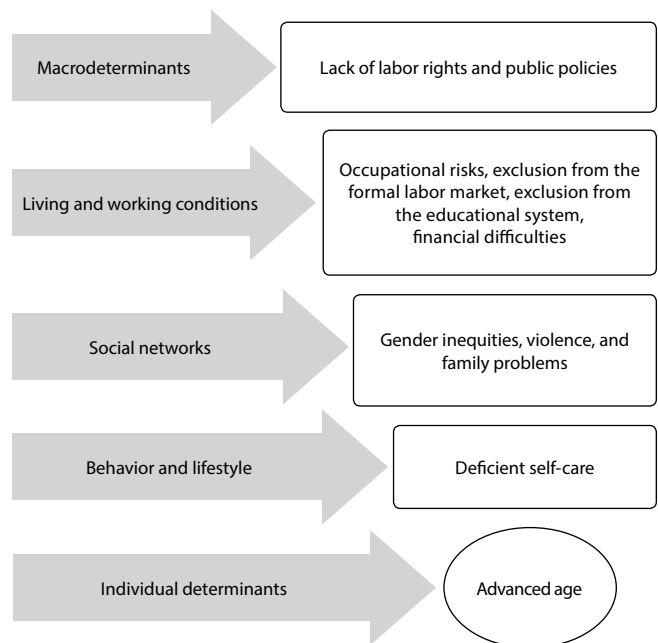 Macrodeterminants
Lack of labor rights and public policies
Living and working conditions
Occupational risks, exclusion from the
formal labor market, exclusion from
the educational system,
financial difficulties
Social networks
Gender inequities, violence, and
family problems
Behavior and lifestyle
Deficient self-care
Individual determinants
Advanced age